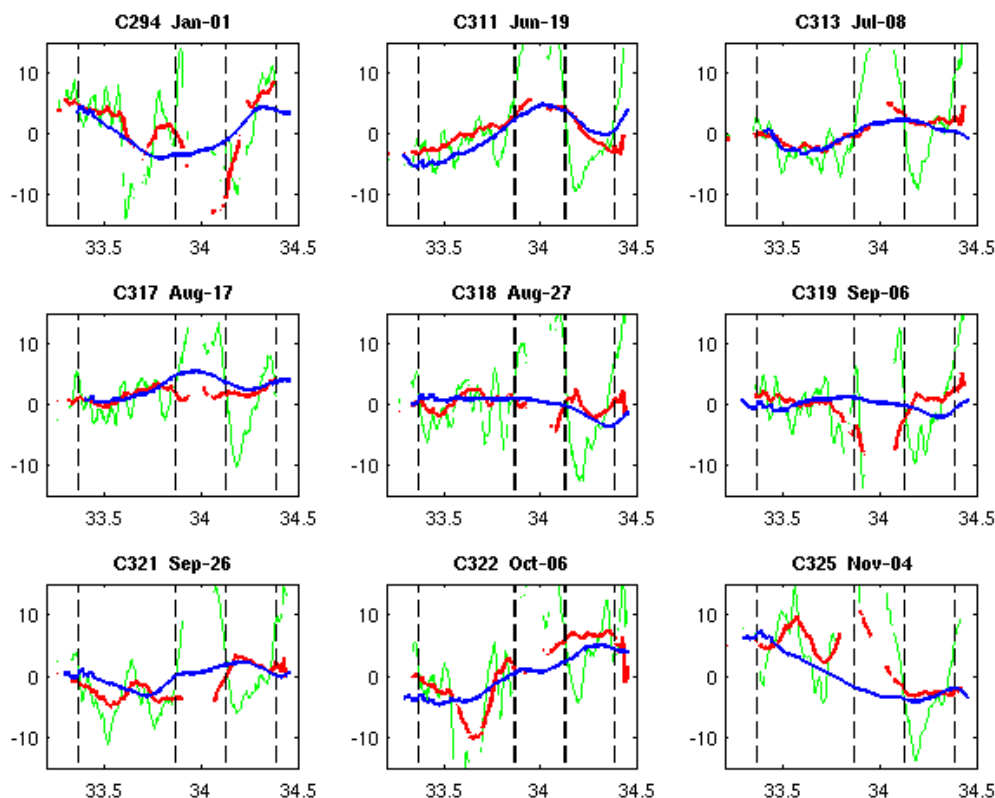 C294 Jan-01 C311 Jun-19 C313 Jul-08
10 10 10
0 0 0
-10 -10 -10
33.5 34 34.5 33.5 34 34.5 33.5 34 34.5
C317 Aug-17 C318 Aug-27 C319 Sep-06
10 10 10
0 0 0
-10 -10 -10
33.5 34 34.5 33.5 34 34.5 33.5 34 34.5
C321 Sep-26 C322 Oct-06 C325 Nov-04
10 10 10
0 0 0
-10 -10 -10
33.5 34 34.5 33.5 34 34.5 33.5 34 34.5